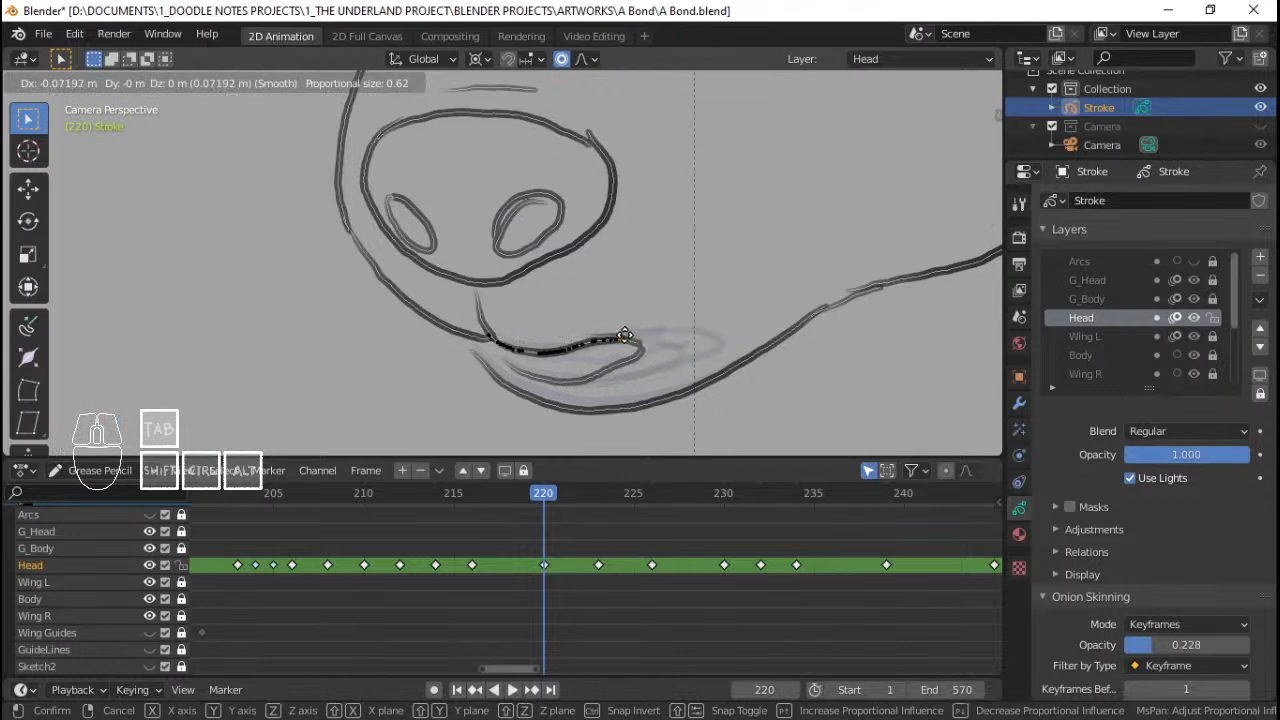 Blender* [D:\DOCUMENTS\1_DOODLE NOTES PROJECTS\1_THE UNDERLAND PROJECT\BLENDER PROJECTS\ARTWORKS\A Bond\A Bond.blend]
File Edit Render Window Help 2D Animation 2D Full Canvas Compositing Rendering Video Editing Scene View Layer
Global Layer: Head
Dx: -0.07192 m Dy: -0 m Dz: 0 m (0.07192 m) (Smooth) Proportional size: 0.62
Scene Collection
Collection
Camera Perspective
(220) Stroke
Stroke
Camera
Camera
Stroke Stroke
Stroke
Layers
Arcs
G_Head
G_Body
Head
Wing L
Body
Wing R
Blend Regular
Opacity 1.000
Use Lights
Masks
Adjustments
Relations
Display
Onion Skinning
Mode Keyframes
Opacity 0.228
Filter by Type Keyframe
Keyframes Bef... 1
TAB
SHIFT CTRL ALT
Grease Pencil View Select Marker Channel Frame
205 210 215 220 225 230 235 240
Arcs
G_Head
G_Body
Head
Wing L
Body
Wing R
Wing Guides
GuideLines
Sketch2
Playback Keying View Marker 220 Start 1 End 570
Confirm Cancel X X axis Y Y axis Z Z axis X X plane Y Y plane Z Z plane Ctrl Snap Invert Snap Toggle Increase Proportional Influence Decrease Proportional Influence MsPan: Adjust Proportional Inf